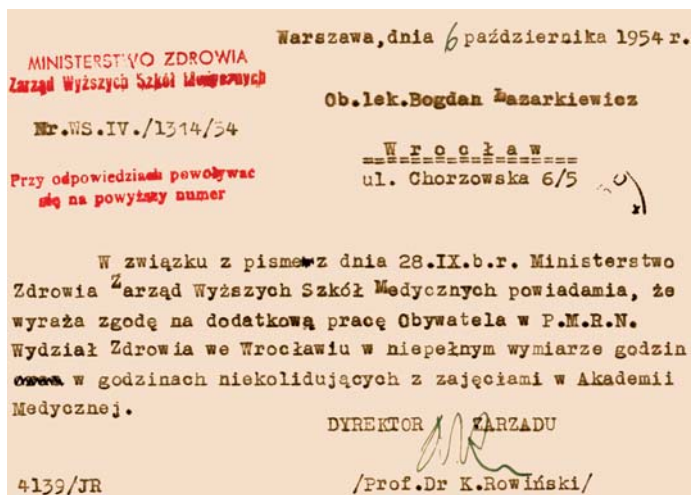 Warszawa,dnia 6 października 1954 r.
MINISTERSTWO ZDROWIA
Zarząd Wyższych Szkół Medycznych
Ob.lek.Bogdan Łazarkiewicz
Nr.WS.IV./1314/54
Wrocław
ul. Chorzowska 6/5
Przy odpowiedziach powoływać
się na powyższy numer
W związku z pismem z dnia 28.IX.b.r. Ministerstwo
Zdrowia Zarząd Wyższych Szkół Medycznych powiadamia, że
wyraża zgodę na dodatkową pracę Obywatela w P.M.R.N.
Wydział Zdrowia we Wrocławiu w niepełnym wymiarze godzin
w godzinach niekolidujących z zajęciami w Akademii
Medycznej.
DYREKTOR ZARZADU
4139/JR
/Prof.Dr K.Rowiński/